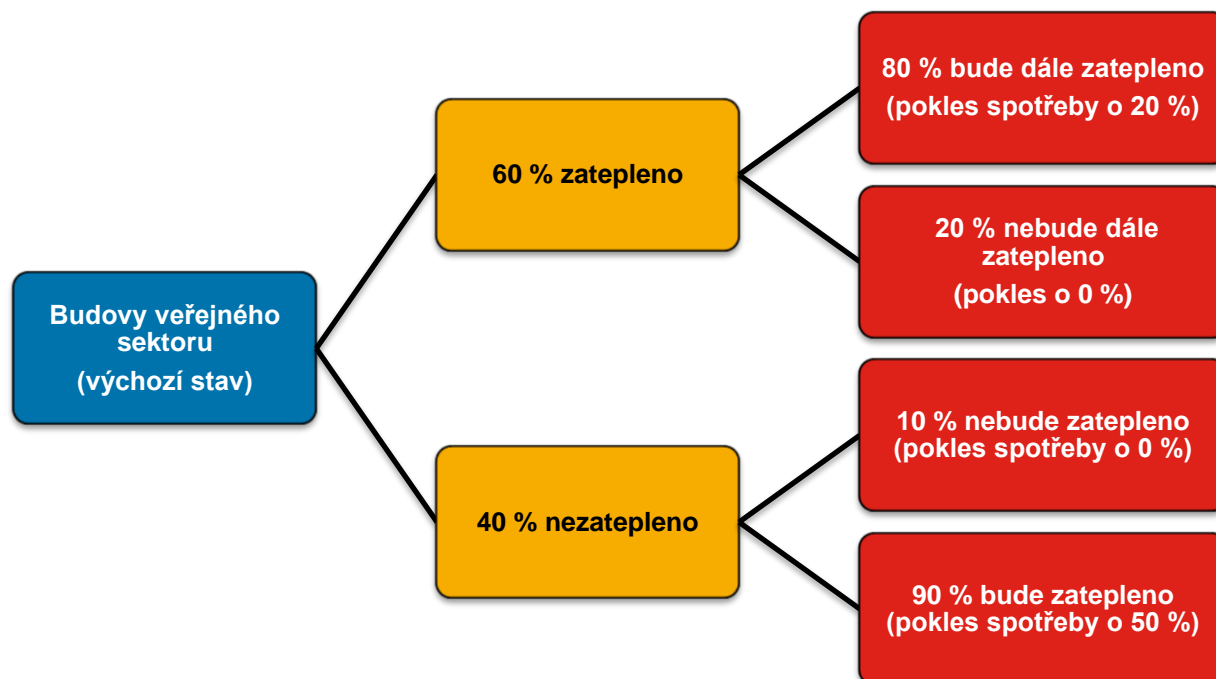 Budovy veřejného
sektoru
(výchozí stav)
60 % zatepleno
80 % bude dále zatepleno
(pokles spotřeby o 20 %)
20 % nebude dále
zatepleno
(pokles o 0 %)
40 % nezatepleno
10 % nebude zatepleno
(pokles spotřeby o 0 %)
90 % bude zatepleno
(pokles spotřeby o 50 %)